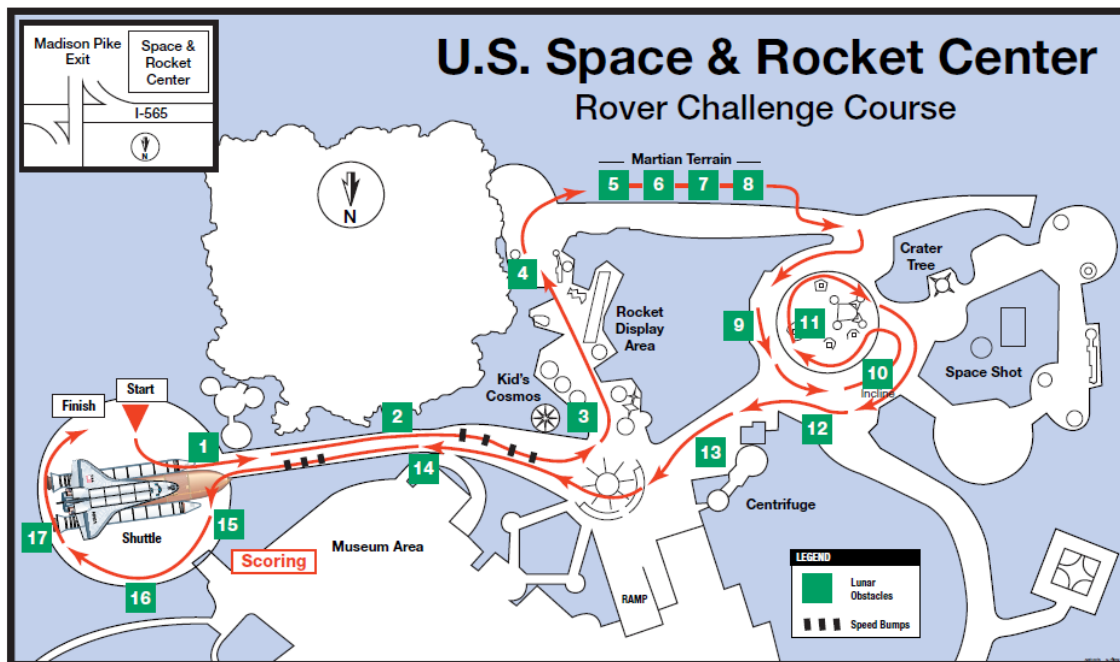 U.S. Space & Rocket Center
Rover Challenge Course
Madison Pike
Exit
Space &
Rocket
Center
I-565
N
N
Martian Terrain
5
6
7
8
4
Crater
Tree
Rocket
Display
Area
9
11
10
Incline
Space Shot
Kid's
Cosmos
3
Start
Finish
1
2
12
13
14
Centrifuge
15
17
Shuttle
Scoring
Museum Area
16
RAMP
LEGEND
Lunar
Obstacles
Speed Bumps